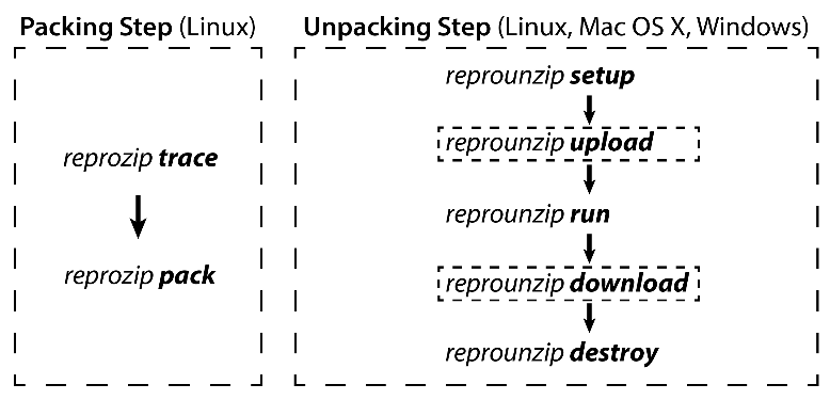 Packing Step (Linux)
reprozip trace
reprozip pack
Unpacking Step (Linux, Mac OS X, Windows)
reprounzip setup
reprounzip upload
reprounzip run
reprounzip download
reprounzip destroy